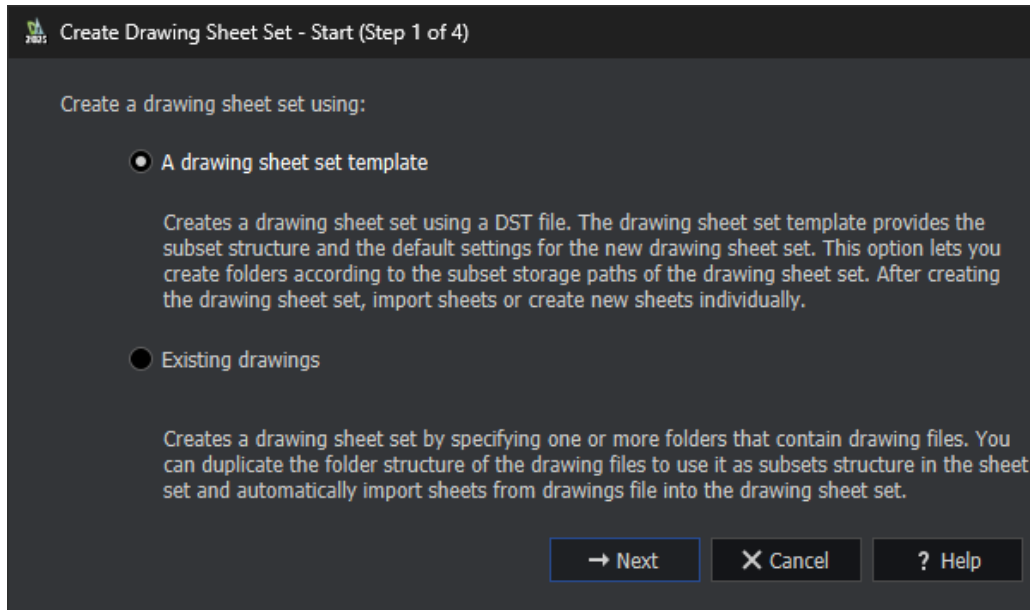 2025
Create Drawing Sheet Set - Start (Step 1 of 4)
Create a drawing sheet set using:
A drawing sheet set template
Creates a drawing sheet set using a DST file. The drawing sheet set template provides the
subset structure and the default settings for the new drawing sheet set. This option lets you
create folders according to the subset storage paths of the drawing sheet set. After creating
the drawing sheet set, import sheets or create new sheets individually.
Existing drawings
Creates a drawing sheet set by specifying one or more folders that contain drawing files. You
can duplicate the folder structure of the drawing files to use it as subsets structure in the sheet
set and automatically import sheets from drawings file into the drawing sheet set.
→ Next
X Cancel
? Help